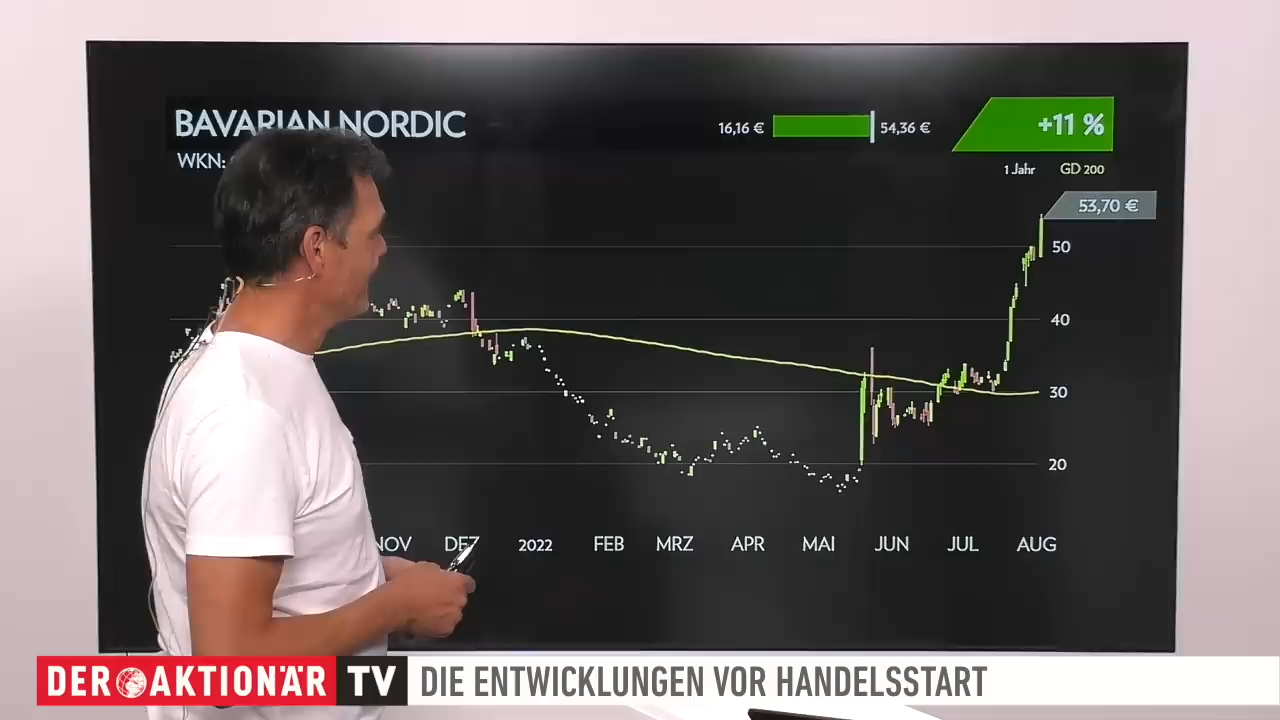 BAVARIAN NORDIC
WKN:
16,16 € 54,36 €
+11 %
1 Jahr GD 200
53,70 €
50
40
30
20
NOV DEZ 2022 FEB MRZ APR MAI JUN JUL AUG
DER AKTIONÄR TV DIE ENTWICKLUNGEN VOR HANDELSSTART